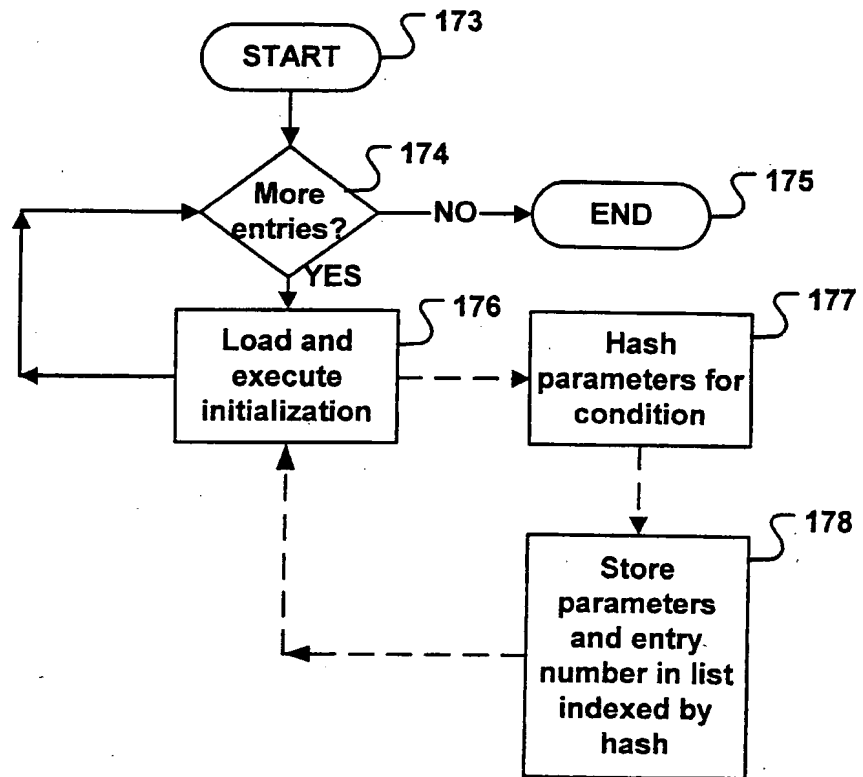 START
173
More
entries?
174
NO
END
175
YES
Load and
execute
initialization
176
Hash
parameters for
condition
177
Store
parameters
and entry
number in list
indexed by
hash
178